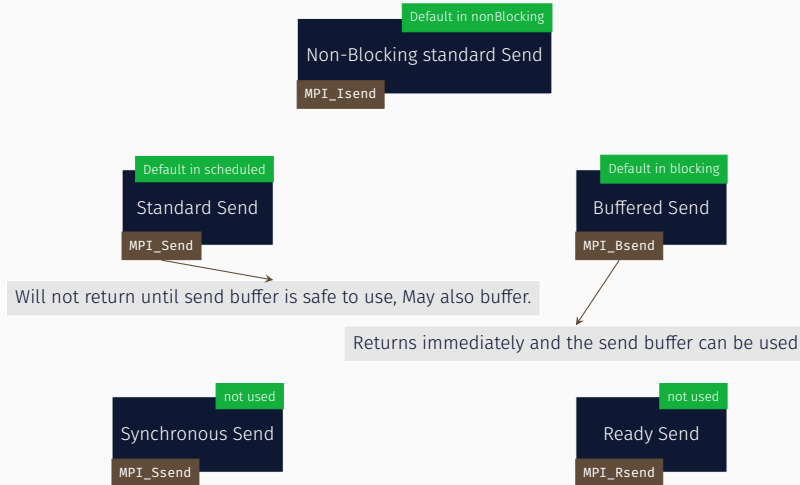 Default in nonBlocking
Non-Blocking standard Send
MPI_Isend
Default in scheduled
Standard Send
MPI_Send
Default in blocking
Buffered Send
MPI_Bsend
Will not return until send buffer is safe to use, May also buffer.
Returns immediately and the send buffer can be used
not used
Synchronous Send
MPI_Ssend
not used
Ready Send
MPI_Rsend